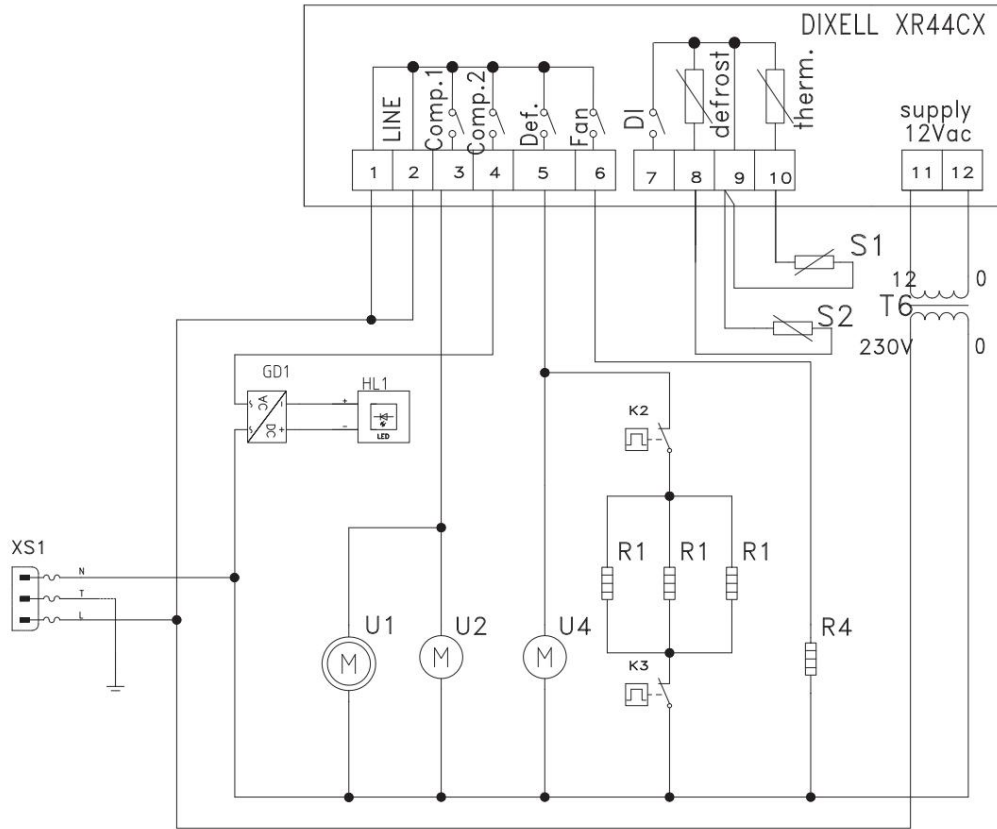 DIXELL XR44CX
LINE
Comp.1
Comp.2
Def.
Fan
DI
defrost
therm.
supply
12Vac
1 2 3 4 5 6
7 8 9 10
11 12
S1
12 0
T6
S2
230V 0
GD1
HL1
AC
DC
- +
+ -
LED
K2
XS1
N
T
L
R1 R1 R1
U1 U2 U4 R4
M M M
K3